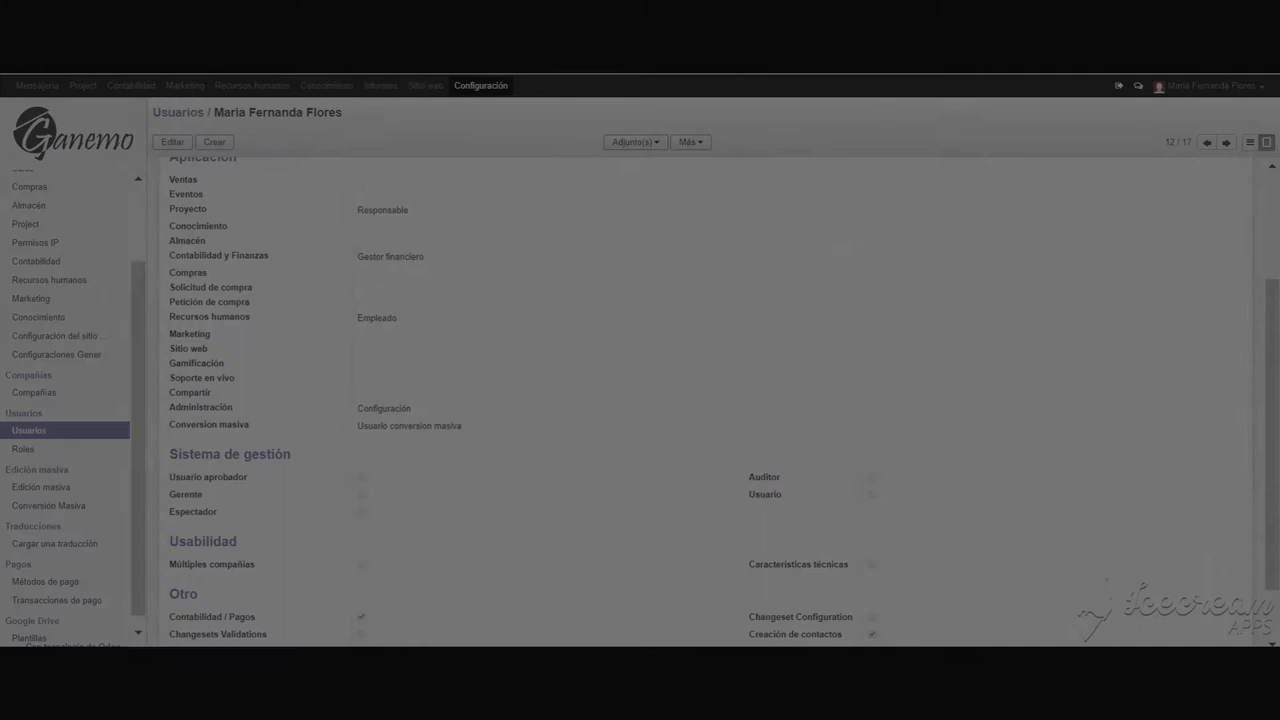 Mensajería Project Contabilidad Marketing Recursos humanos Conocimiento Informes Sitio web Configuración Maria Fernanda Flores
Ganemo
Usuarios / Maria Fernanda Flores
Editar Crear Adjunto(s) Más 12 / 17
Compras
Almacén
Project
Permisos IP
Contabilidad
Recursos humanos
Marketing
Conocimiento
Configuración del sitio ...
Configuraciones Gener
Compañías
Compañías
Usuarios
Usuarios
Roles
Edición masiva
Edición masiva
Conversión Masiva
Traducciones
Cargar una traducción
Pagos
Métodos de pago
Transacciones de pago
Google Drive
Plantillas
Aplicación
Ventas
Eventos
Proyecto Responsable
Conocimiento
Almacén
Contabilidad y Finanzas Gestor financiero
Compras
Solicitud de compra
Petición de compra
Recursos humanos Empleado
Marketing
Sitio web
Gamificación
Soporte en vivo
Compartir
Administración Configuración
Conversion masiva Usuario conversion masiva
Sistema de gestión
Usuario aprobador Auditor
Gerente Usuario
Espectador
Usabilidad
Múltiples compañías Características técnicas
Otro
Contabilidad / Pagos Changeset Configuration
Changesets Validations Creación de contactos
Icecream
APPS